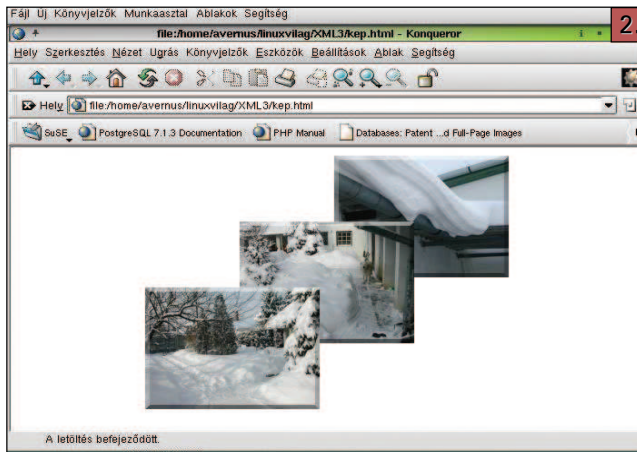 Fájl Új Könyvjelzők Munkaasztal Ablakok Segítség
2.
file:/home/avernus/linuxvilag/XML3/kep.html - Konqueror
Hely Szerkesztés Nézet Ugrás Könyvjelzők Eszközök Beállítások Ablak Segítség
Hely file:/home/avernus/linuxvilag/XML3/kep.html
SuSE PostgreSQL 7.1.3 Documentation PHP Manual Databases: Patent ...d Full-Page Images
A letöltés befejeződött.